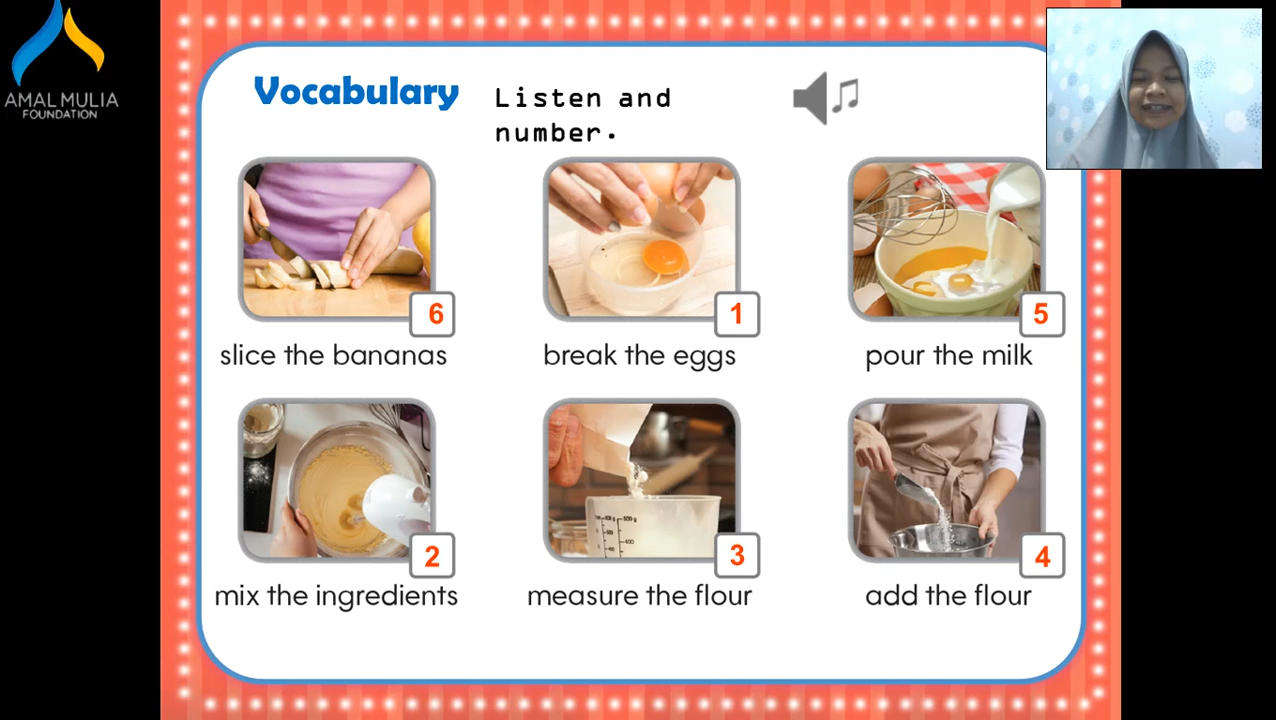 AMAL MULIA
FOUNDATION
Vocabulary
Listen and
number.
6
1
5
slice the bananas
break the eggs
pour the milk
2
3
4
mix the ingredients
measure the flour
add the flour